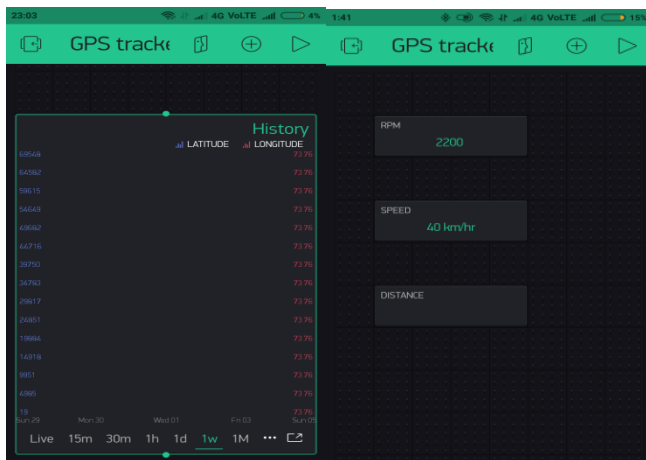 23:03 4G VoLTE 4%
GPS tracke
History
LATITUDE LONGITUDE
69548 73.76
64582 73.76
59615 73.76
54649 73.76
49682 73.76
44716 73.76
39750 73.76
34783 73.76
29817 73.76
24851 73.76
19884 73.76
14918 73.76
9951 73.76
4985 73.76
19 73.76
Sun 29 Mon 30 Wed 01 Fri 03 Sun 05
Live 15m 30m 1h 1d 1w 1M •••
1:41 4G VoLTE 15%
GPS tracke
RPM
2200
SPEED
40 km/hr
DISTANCE